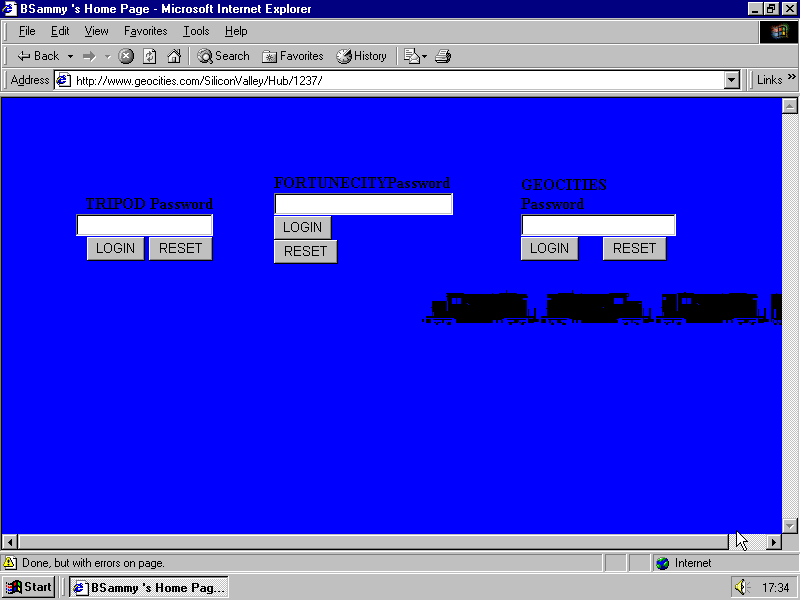 BSammy 's Home Page - Microsoft Internet Explorer
File Edit View Favorites Tools Help
Back Search Favorites History
Address http://www.geocities.com/SiliconValley/Hub/1237/ Links »
FORTUNECITYPassword
TRIPOD Password
GEOCITIES
Password
LOGIN RESET
LOGIN
RESET
LOGIN RESET
Done, but with errors on page. Internet
Start BSammy 's Home Pag... 17:34